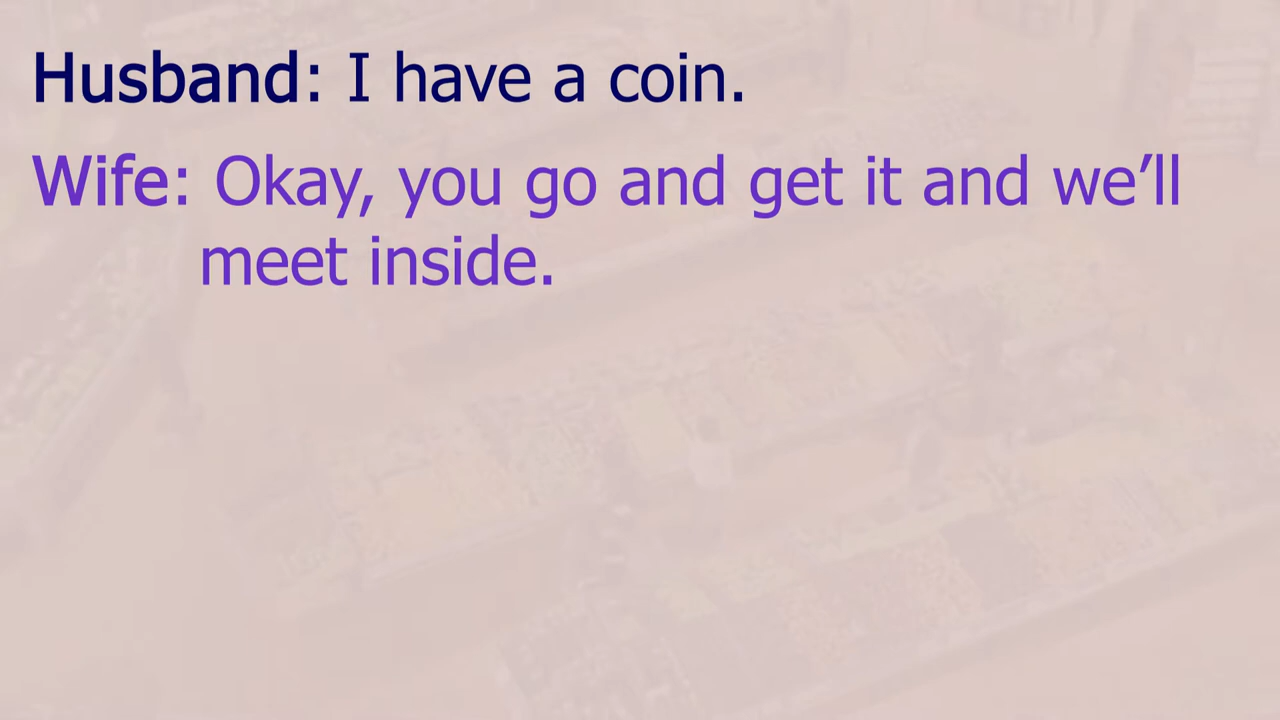 Husband: I have a coin.
Wife: Okay, you go and get it and we’ll
meet inside.